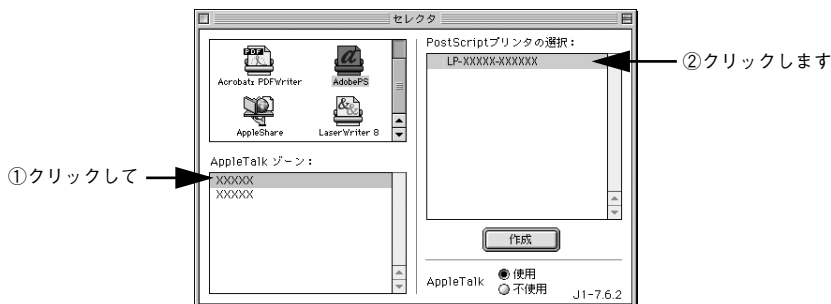 セレクタ
PostScriptプリンタの選択：
LP-XXXXX-XXXXXX
②クリックします
PDF
Acrobat™ PDFWriter
AdobePS
AppleShare
LaserWriter 8
AppleTalk ゾーン：
①クリックして
XXXXX
XXXXX
作成
AppleTalk
使用
不使用
J1-7.6.2